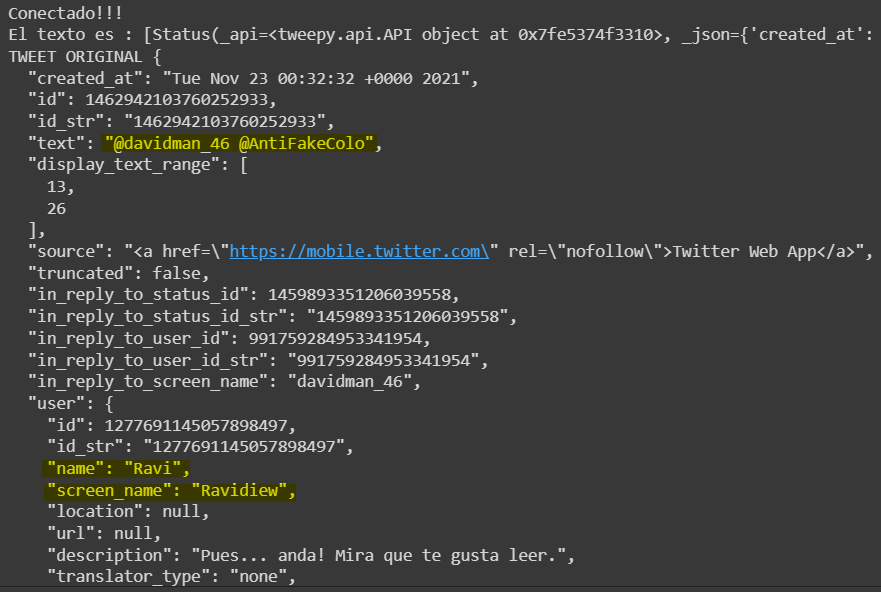 Conectado!!!
El texto es : [Status(_api=<tweepy.api.API object at 0x7fe5374f3310>, _json={'created_at':
TWEET ORIGINAL {
  "created_at": "Tue Nov 23 00:32:32 +0000 2021",
  "id": 1462942103760252933,
  "id_str": "1462942103760252933",
  "text": "@davidman_46 @AntiFakeColo",
  "display_text_range": [
    13,
    26
  ],
  "source": "<a href=\"https://mobile.twitter.com\" rel=\"nofollow\">Twitter Web App</a>",
  "truncated": false,
  "in_reply_to_status_id": 1459893351206039558,
  "in_reply_to_status_id_str": "1459893351206039558",
  "in_reply_to_user_id": 991759284953341954,
  "in_reply_to_user_id_str": "991759284953341954",
  "in_reply_to_screen_name": "davidman_46",
  "user": {
    "id": 1277691145057898497,
    "id_str": "1277691145057898497",
    "name": "Ravi",
    "screen_name": "Ravidiew",
    "location": null,
    "url": null,
    "description": "Pues... anda! Mira que te gusta leer.",
    "translator_type": "none",